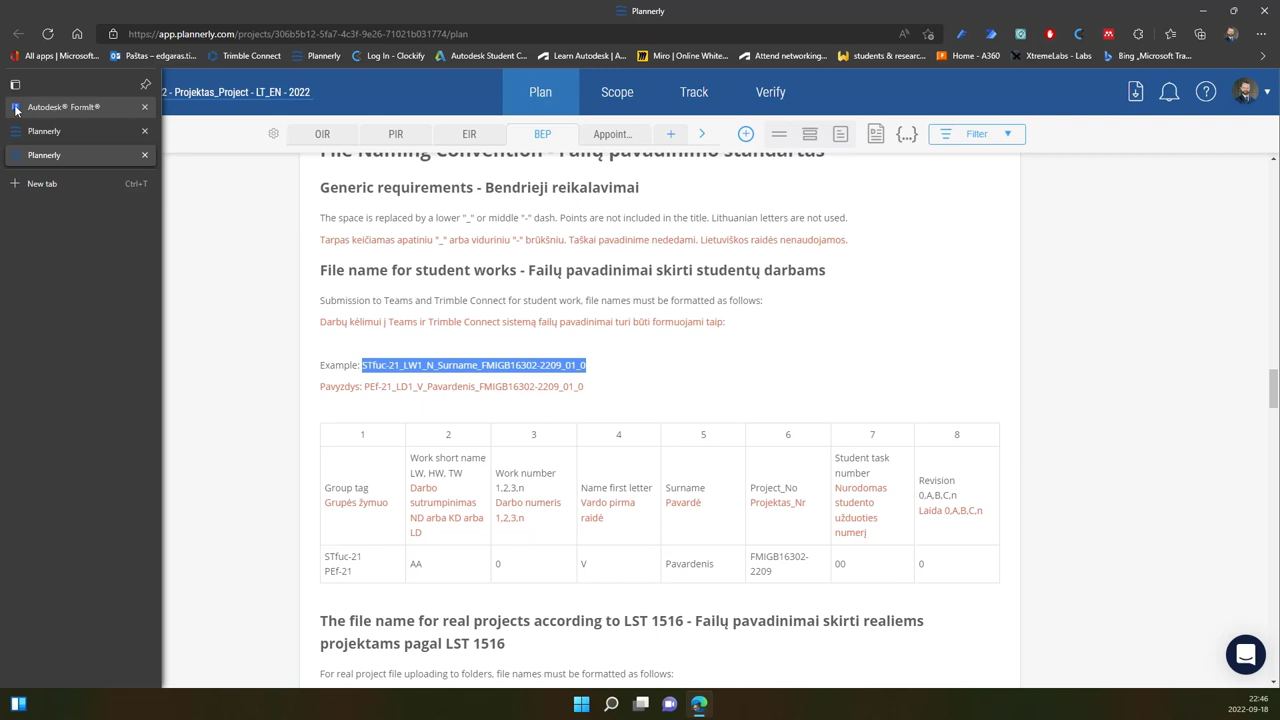 Plannerly
https://app.plannerly.com/projects/306b5b12-5fa7-4c3f-9e26-71021b031774/plan
All apps | Microsoft...
Paštas – edgaras.ti...
Trimble Connect
Plannerly
Log In - Clockify
Autodesk Student C...
Learn Autodesk | Au...
Miro | Online White...
Attend networking...
students & researc...
Home - A360
XtremeLabs - Labs
Bing „Microsoft Tra...
2 - Projektas_Project - LT_EN - 2022
Plan
Scope
Track
Verify
Autodesk® FormIt®
Plannerly
Plannerly
New tab
Ctrl+T
OIR
PIR
EIR
BEP
Appoint...
Filter
File Naming Convention - Failų pavadinimo standartas
Generic requirements - Bendrieji reikalavimai
The space is replaced by a lower "_" or middle "-" dash. Points are not included in the title. Lithuanian letters are not used.
Tarpas keičiamas apatiniu "_" arba viduriniu "-" brūkšniu. Taškai pavadinime nededami. Lietuviškos raidės nenaudojamos.
File name for student works - Failų pavadinimai skirti studentų darbams
Submission to Teams and Trimble Connect for student work, file names must be formatted as follows:
Darbų kėlimui į Teams ir Trimble Connect sistemą failų pavadinimai turi būti formuojami taip:
Example: STfuc-21_LW1_N_Surname_FMIGB16302-2209_01_0
Pavyzdys: PEf-21_LD1_V_Pavardenis_FMIGB16302-2209_01_0
1
2
3
4
5
6
7
8
Group tag
Grupės žymuo
Work short name
LW, HW, TW
Darbo
sutrumpinimas
ND arba KD arba
LD
Work number
1,2,3,n
Darbo numeris
1,2,3,n
Name first letter
Vardo pirma
raidė
Surname
Pavardė
Project_No
Projektas_Nr
Student task
number
Nurodomas
studento
užduoties
numerį
Revision
0,A,B,C,n
Laida 0,A,B,C,n
STfuc-21
PEf-21
AA
0
V
Pavardenis
FMIGB16302-
2209
00
0
The file name for real projects according to LST 1516 - Failų pavadinimai skirti realiems
projektams pagal LST 1516
For real project file uploading to folders, file names must be formatted as follows:
22:46
2022-09-18